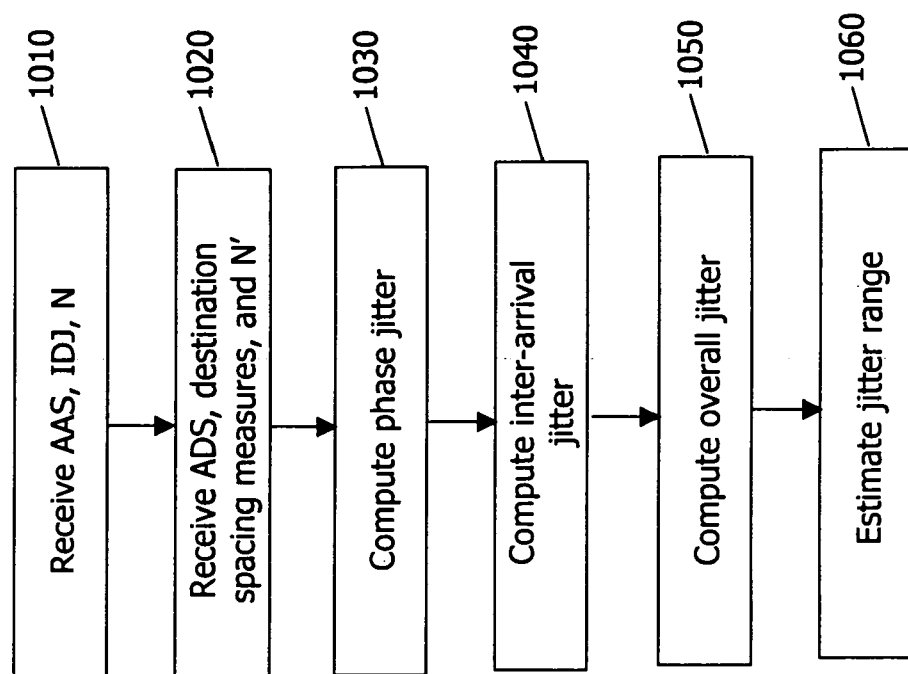 1010
Receive AAS, IDJ, N
1020
Receive ADS, destination
spacing measures, and N'
1030
Compute phase jitter
1040
Compute inter-arrival
jitter
1050
Compute overall jitter
1060
Estimate jitter range